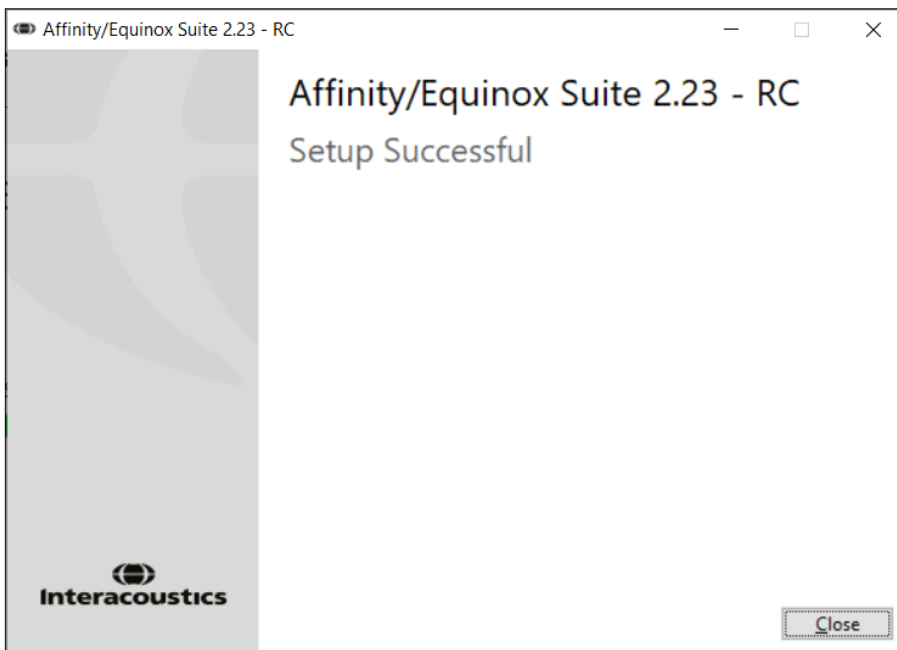 Affinity/Equinox Suite 2.23 - RC
Affinity/Equinox Suite 2.23 - RC
Setup Successful
Interacoustics
Close